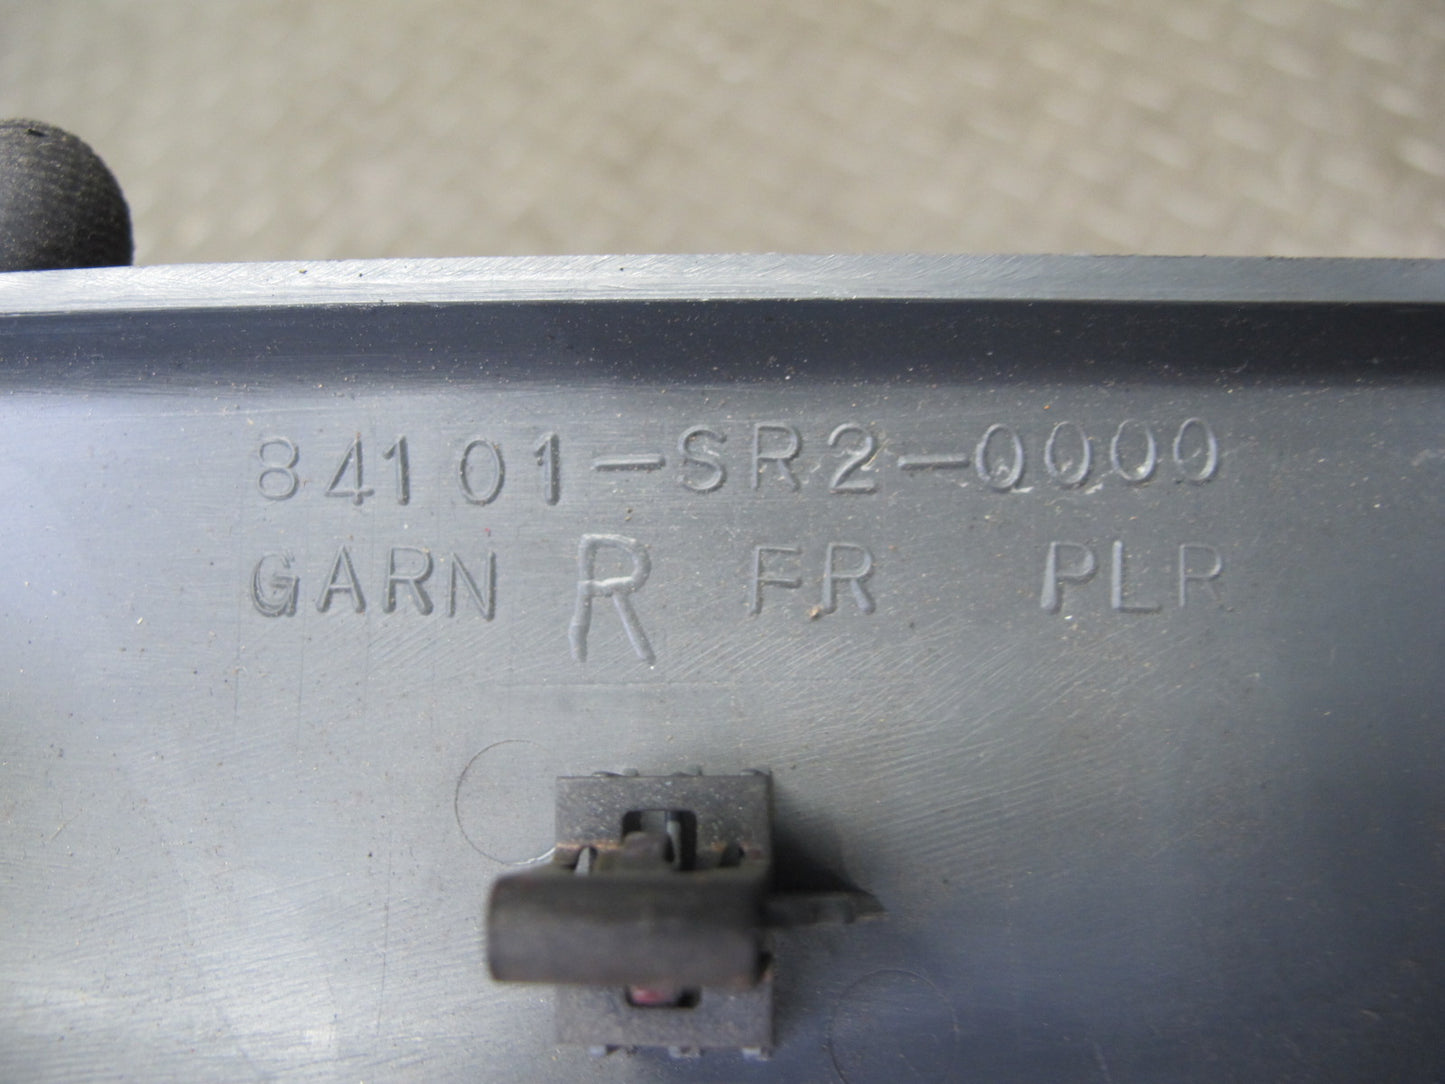 84101-SR2-0000
GARN R FR PLR